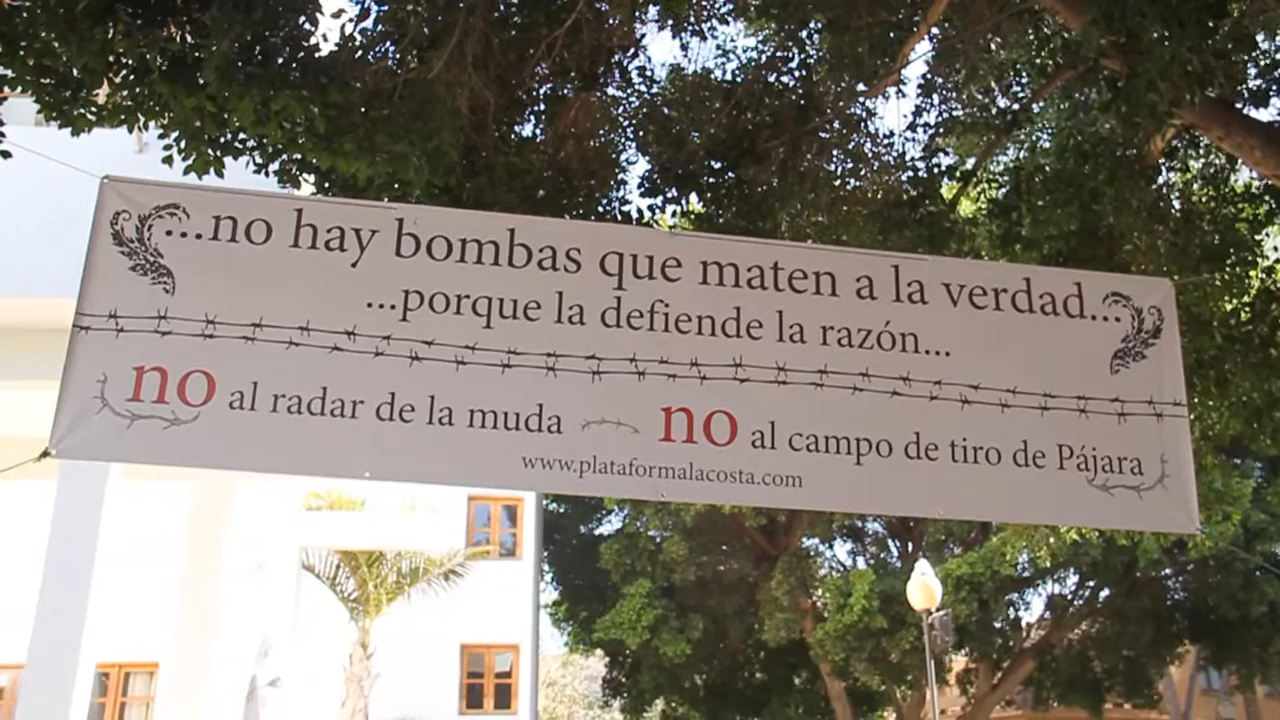 ...no hay bombas que maten a la verdad...
...porque la defiende la razón...
no al radar de la muda no al campo de tiro de Pájara
www.plataformalacosta.com